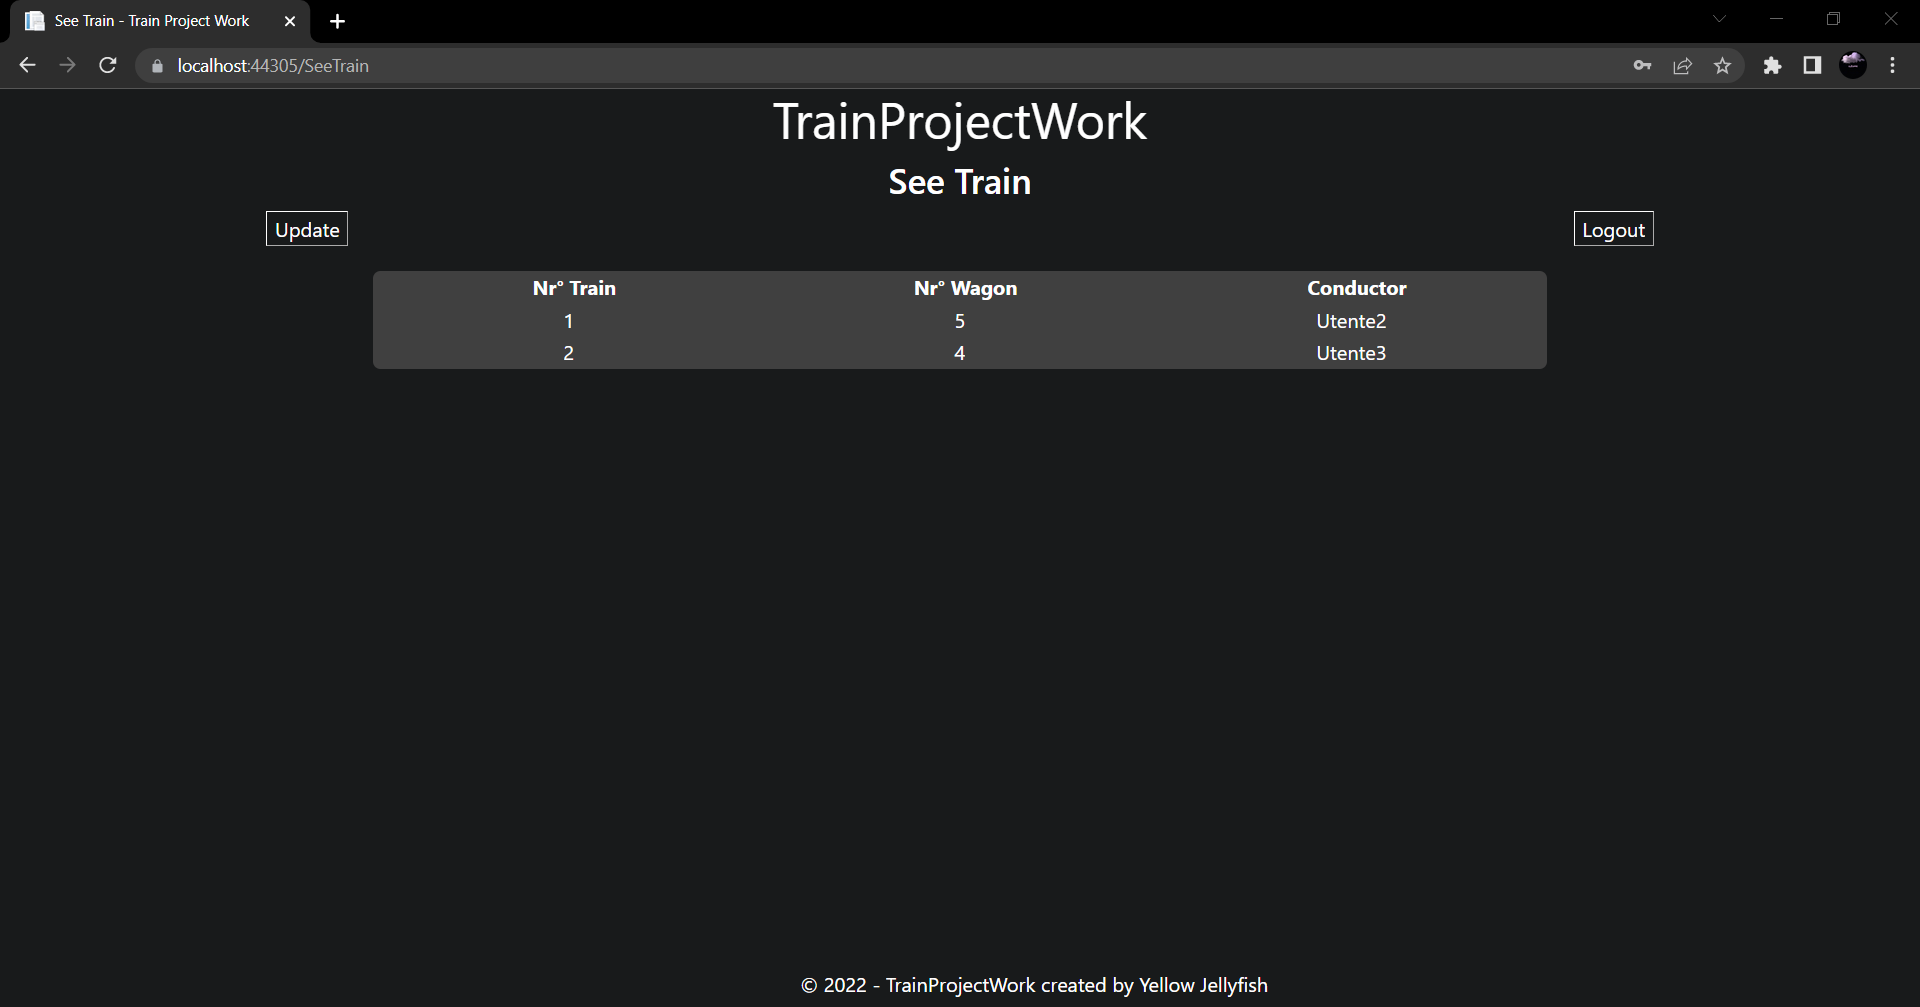 See Train - Train Project Work
localhost:44305/SeeTrain
TrainProjectWork
See Train
Update Logout
Nr° Train Nr° Wagon Conductor
1 5 Utente2
2 4 Utente3
© 2022 - TrainProjectWork created by Yellow Jellyfish